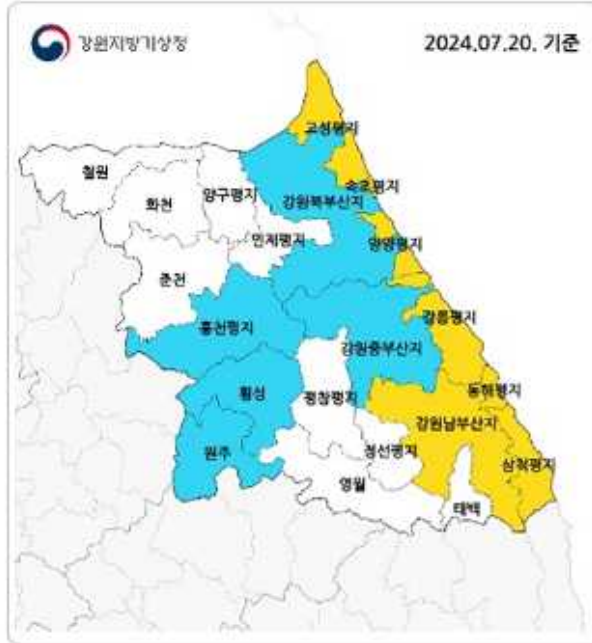 강원지방기상청
2024.07.20. 기준
고성평지
철원
양구평지
속초평지
화천
강원북부산지
인제평지
양양평지
춘천
강릉평지
홍천평지
강원중부산지
횡성
평창평지
동해평지
강원남부산지
원주
정선평지
삼척평지
영월
태백